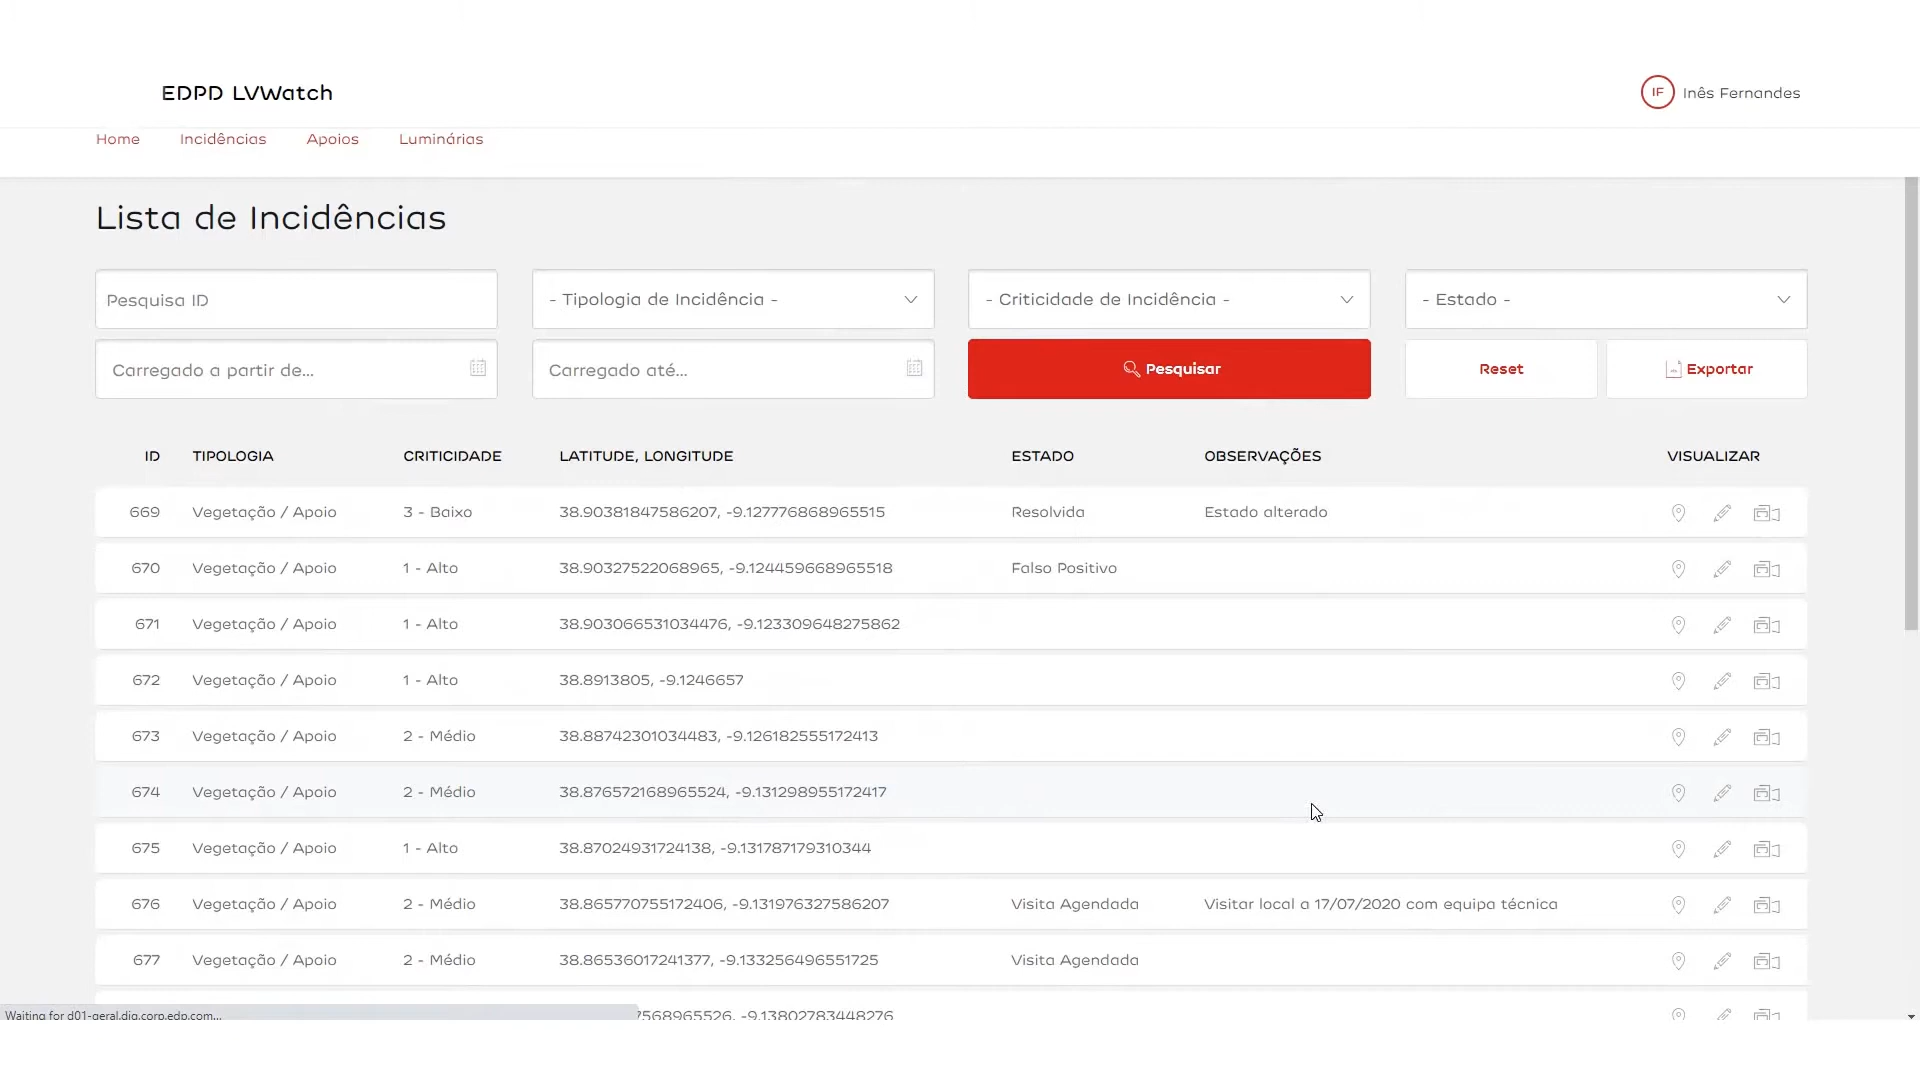 EDPD LVWatch
IF Inês Fernandes
Home Incidências Apoios Luminárias
Lista de Incidências
Pesquisa ID - Tipologia de Incidência - - Criticidade de Incidência - - Estado -
Carregado a partir de... Carregado até... Pesquisar Reset Exportar
ID TIPOLOGIA CRITICIDADE LATITUDE, LONGITUDE ESTADO OBSERVAÇÕES VISUALIZAR
669 Vegetação / Apoio 3 - Baixo 38.90381847586207, -9.127776868965515 Resolvida Estado alterado
670 Vegetação / Apoio 1 - Alto 38.90327522068965, -9.124459668965518 Falso Positivo
671 Vegetação / Apoio 1 - Alto 38.903066531034476, -9.123309648275862
672 Vegetação / Apoio 1 - Alto 38.8913805, -9.1246657
673 Vegetação / Apoio 2 - Médio 38.88742301034483, -9.126182555172413
674 Vegetação / Apoio 2 - Médio 38.876572168965524, -9.131298955172417
675 Vegetação / Apoio 1 - Alto 38.87024931724138, -9.131787179310344
676 Vegetação / Apoio 2 - Médio 38.865770755172406, -9.131976327586207 Visita Agendada Visitar local a 17/07/2020 com equipa técnica
677 Vegetação / Apoio 2 - Médio 38.86536017241377, -9.133256496551725 Visita Agendada
Waiting for d01-geral.dig.corp.edp.com... 7568965526, -9.13802783448276